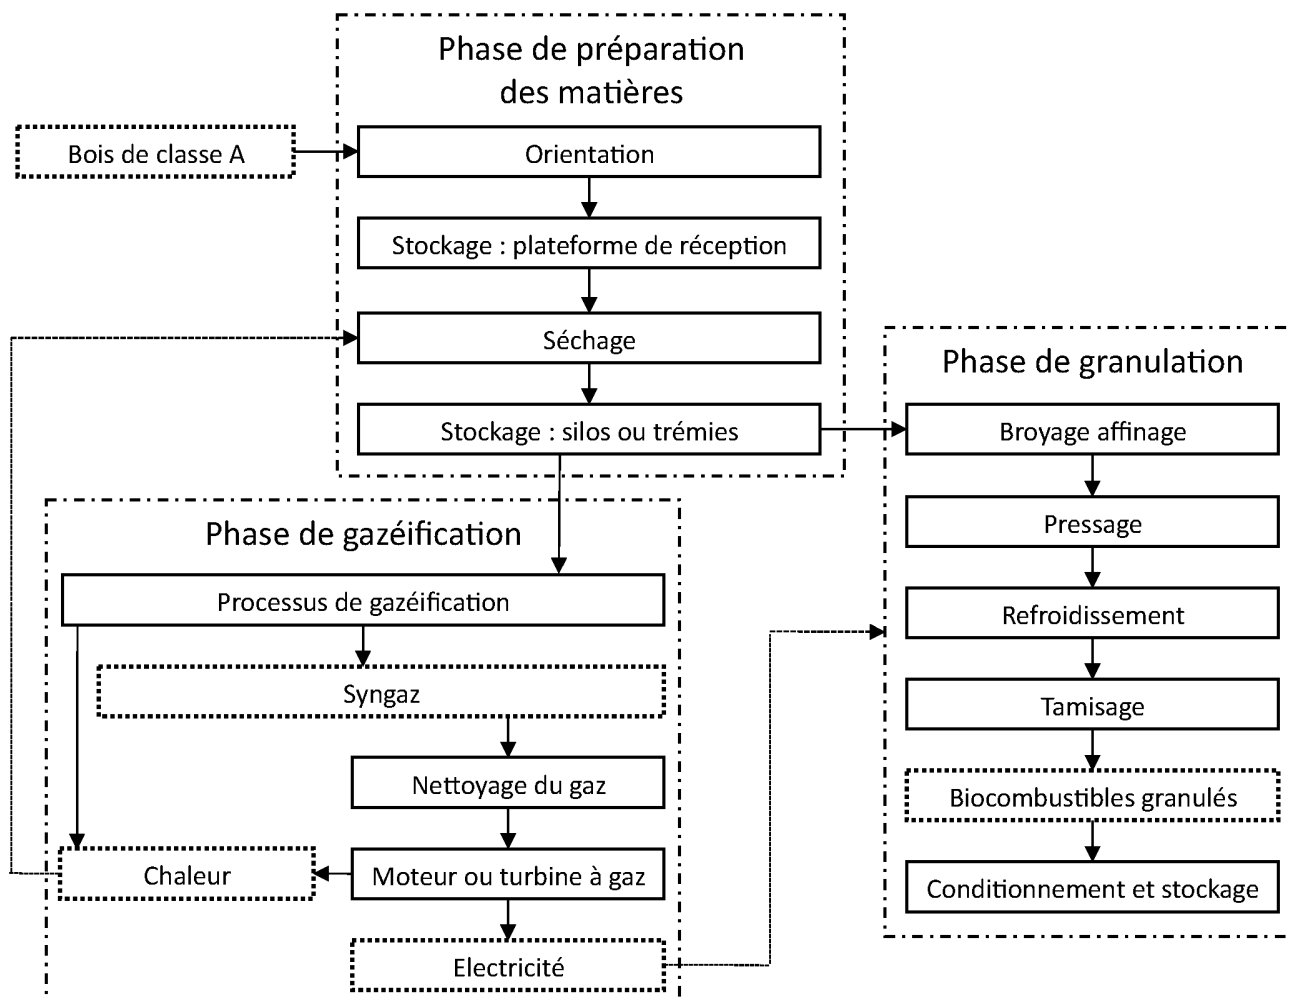 Phase de préparation
des matières
Bois de classe A
Orientation
Stockage : plateforme de réception
Séchage
Stockage : silos ou trémies
Phase de granulation
Broyage affinage
Pressage
Refroidissement
Tamisage
Biocombustibles granulés
Conditionnement et stockage
Phase de gazéification
Processus de gazéification
Syngaz
Nettoyage du gaz
Chaleur
Moteur ou turbine à gaz
Electricité